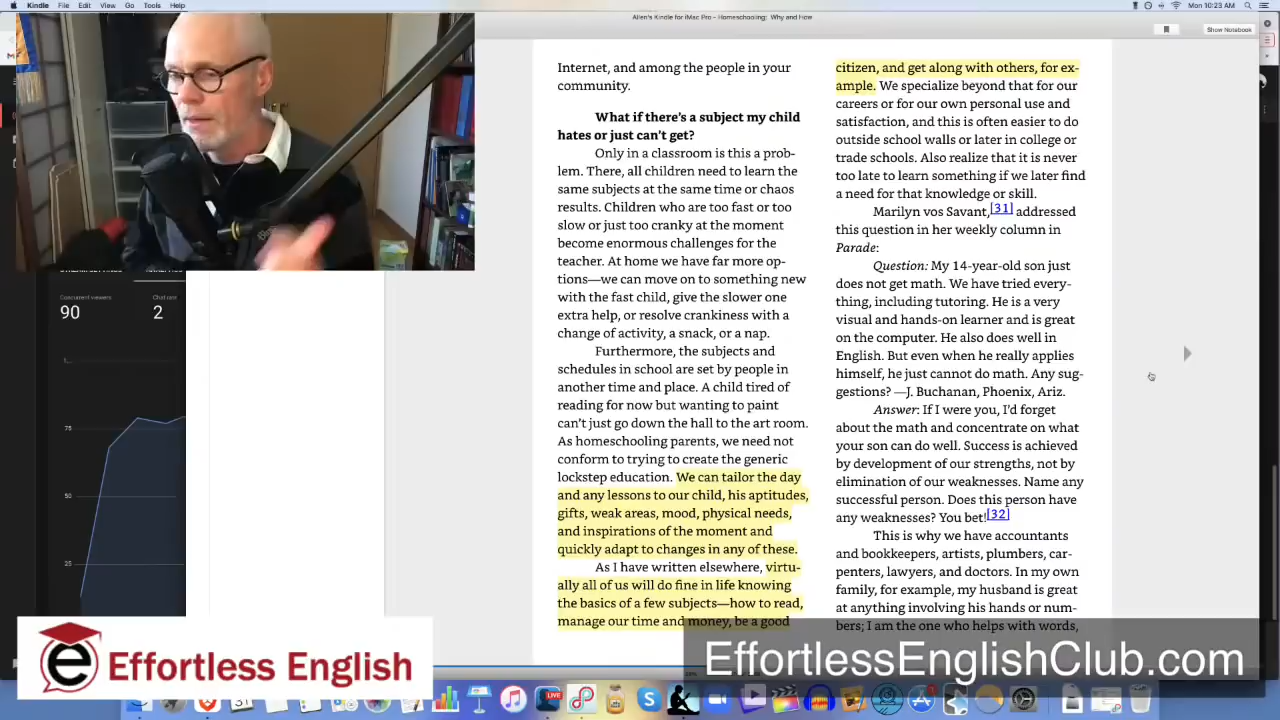 Kindle File Edit View Go Tools Help
Mon 10:23 AM
Allen's Kindle for iMac Pro - Homeschooling: Why and How
Show Notebook
Internet, and among the people in your
community.
What if there's a subject my child
hates or just can't get?
Only in a classroom is this a prob-
lem. There, all children need to learn the
same subjects at the same time or chaos
results. Children who are too fast or too
slow or just too cranky at the moment
become enormous challenges for the
teacher. At home we have far more op-
tions—we can move on to something new
with the fast child, give the slower one
extra help, or resolve crankiness with a
change of activity, a snack, or a nap.
Furthermore, the subjects and
schedules in school are set by people in
another time and place. A child tired of
reading for now but wanting to paint
can't just go down the hall to the art room.
As homeschooling parents, we need not
conform to trying to create the generic
lockstep education. We can tailor the day
and any lessons to our child, his aptitudes,
gifts, weak areas, mood, physical needs,
and inspirations of the moment and
quickly adapt to changes in any of these.
As I have written elsewhere, virtu-
ally all of us will do fine in life knowing
the basics of a few subjects—how to read,
manage our time and money, be a good
citizen, and get along with others, for ex-
ample. We specialize beyond that for our
careers or for our own personal use and
satisfaction, and this is often easier to do
outside school walls or later in college or
trade schools. Also realize that it is never
too late to learn something if we later find
a need for that knowledge or skill.
Marilyn vos Savant,[31] addressed
this question in her weekly column in
Parade:
Question: My 14-year-old son just
does not get math. We have tried every-
thing, including tutoring. He is a very
visual and hands-on learner and is great
on the computer. He also does well in
English. But even when he really applies
himself, he just cannot do math. Any sug-
gestions? —J. Buchanan, Phoenix, Ariz.
Answer: If I were you, I'd forget
about the math and concentrate on what
your son can do well. Success is achieved
by development of our strengths, not by
elimination of our weaknesses. Name any
successful person. Does this person have
any weaknesses? You bet![32]
This is why we have accountants
and bookkeepers, artists, plumbers, car-
penters, lawyers, and doctors. In my own
family, for example, my husband is great
at anything involving his hands or num-
bers; I am the one who helps with words,
Concurrent viewers
90
Chat rate
2
75
50
25
e Effortless English
EffortlessEnglishClub.com
LIVE